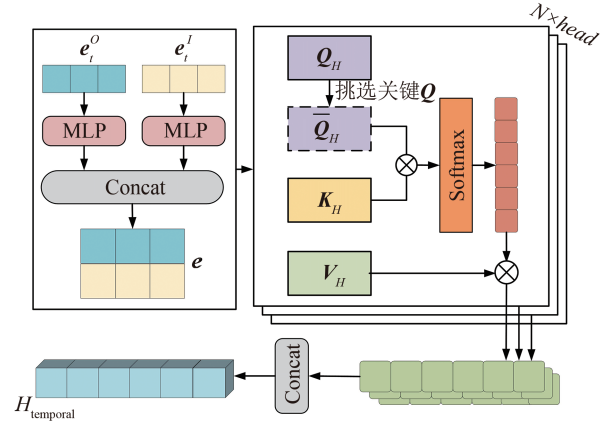 e_t^O
e_t^I
MLP
MLP
Concat
e
N×head
Q_H
挑选关键Q
Q̅_H
K_H
V_H
Softmax
Concat
H_temporal